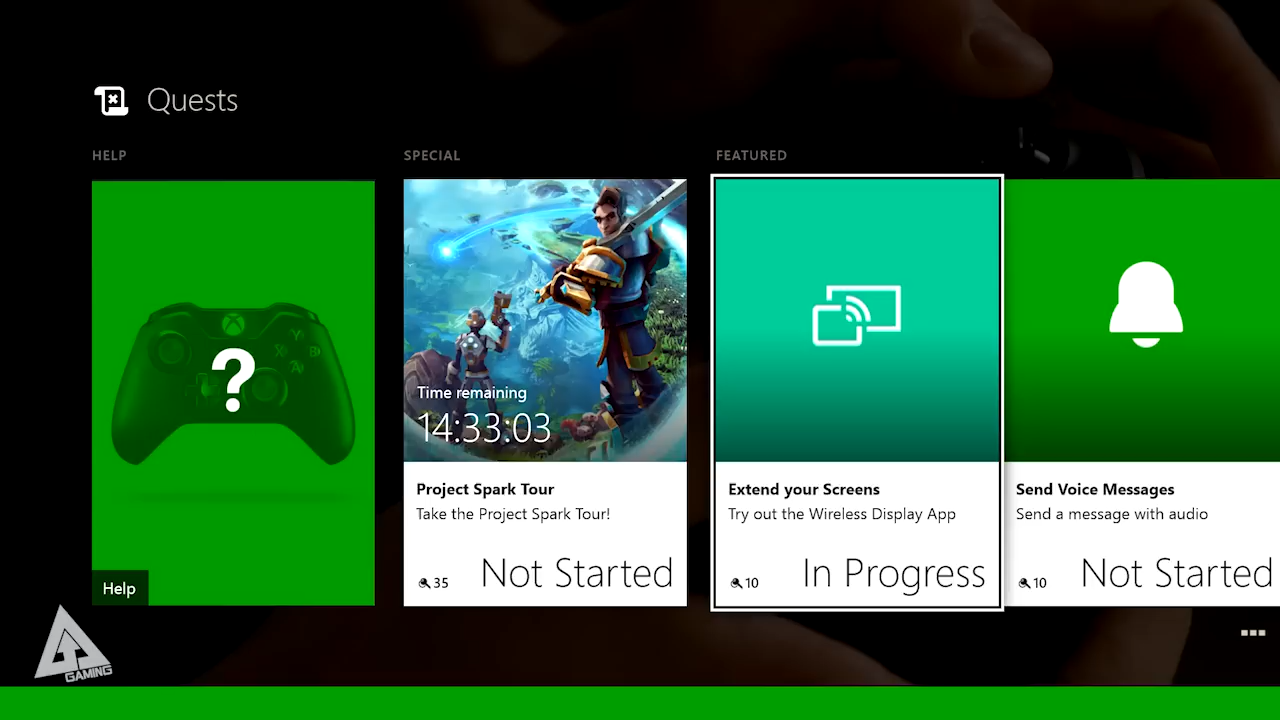 Quests
HELP
SPECIAL
FEATURED
?
Help
Time remaining
14:33:03
Project Spark Tour
Take the Project Spark Tour!
35
Not Started
Extend your Screens
Try out the Wireless Display App
10
In Progress
Send Voice Messages
Send a message with audio
10
Not Started
GAMING